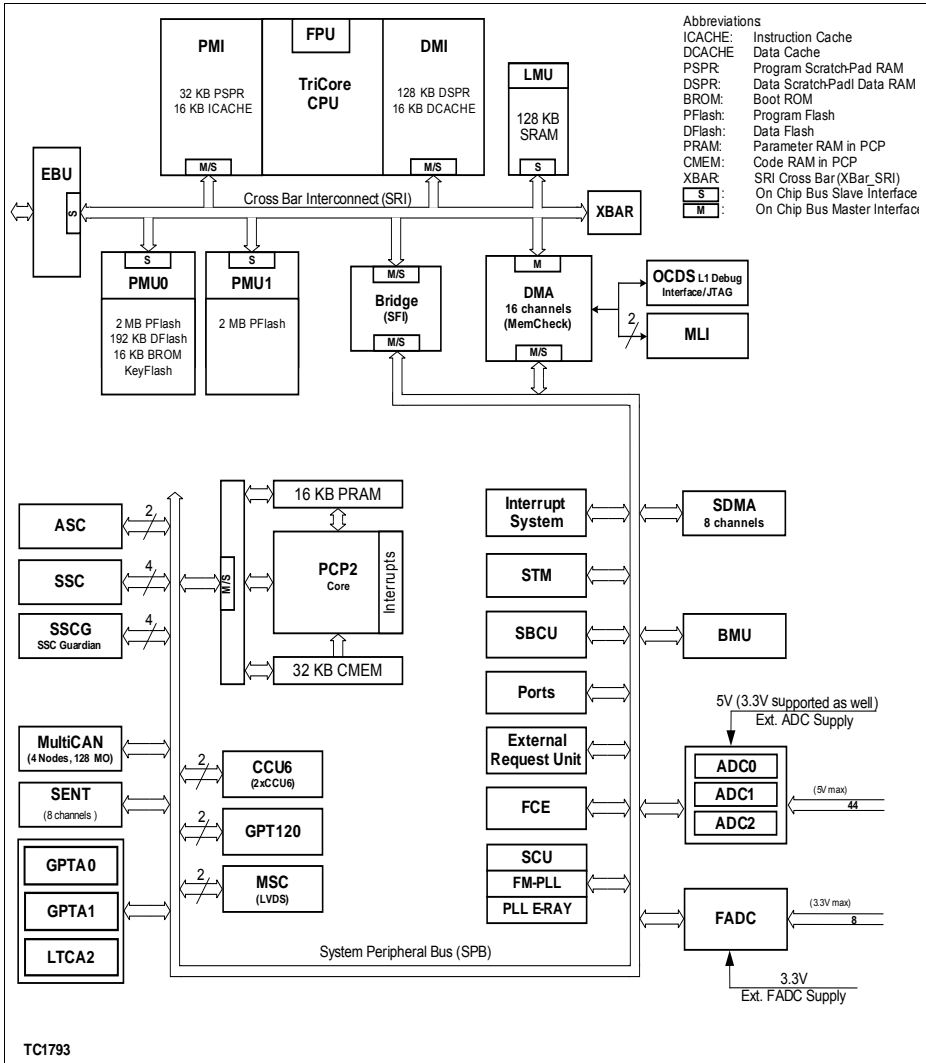 Abbreviations:
ICACHE: Instruction Cache
DCACHE Data Cache
PSPR: Program Scratch-Pad RAM
DSPR: Data Scratch-Padl Data RAM
BROM: Boot ROM
PFlash: Program Flash
DFlash: Data Flash
PRAM: Parameter RAM in PCP
CMEM: Code RAM in PCP
XBAR: SRI Cross Bar (XBar_SRI)
S : On Chip Bus Slave Interface
M : On Chip Bus Master Interface
PMI
32 KB PSPR
16 KB ICACHE
M/S
FPU
TriCore
CPU
DMI
128 KB DSPR
16 KB DCACHE
M/S
LMU
128 KB
SRAM
S
EBU
S
Cross Bar Interconnect (SRI)
XBAR
S
PMU0
2 MB PFlash
192 KB DFlash
16 KB BROM
KeyFlash
S
PMU1
2 MB PFlash
M/S
Bridge
(SFI)
M/S
M
DMA
16 channels
(MemCheck)
M/S
OCDS L1 Debug
Interface/JTAG
2
MLI
ASC
2
SSC
4
SSCG
SSC Guardian
4
M/S
16 KB PRAM
PCP2
Core
Interrupts
32 KB CMEM
Interrupt
System
SDMA
8 channels
STM
SBCU
BMU
Ports
External
Request Unit
FCE
SCU
FM-PLL
PLL E-RAY
MultiCAN
(4 Nodes, 128 MO)
SENT
(8 channels )
GPTA0
GPTA1
LTCA2
2
CCU6
(2xCCU6)
2
GPT120
2
MSC
(LVDS)
5V (3.3V supported as well)
Ext. ADC Supply
ADC0
ADC1
ADC2
(5V max)
44
FADC
(3.3V max)
8
3.3V
Ext. FADC Supply
System Peripheral Bus (SPB)
TC1793